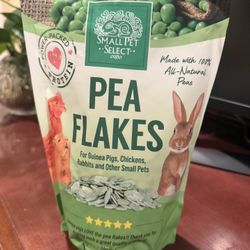 SMALL PET
SELECT
Made with 100%
All-Natural
Peas
PROTEIN
PEA
FLAKES
For Guinea Pigs, Chickens,
Rabbits and Other Small Pets